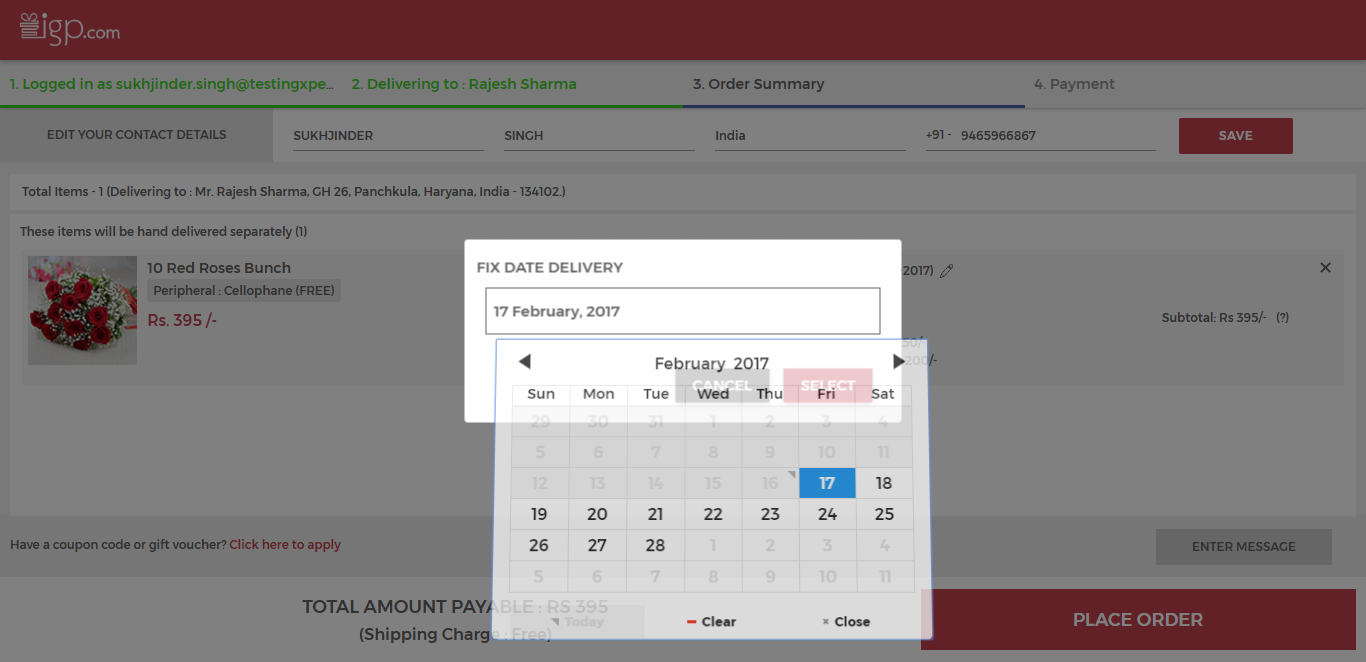 igp.com
1. Logged in as sukhjinder.singh@testingxpe... 2. Delivering to : Rajesh Sharma 3. Order Summary 4. Payment
EDIT YOUR CONTACT DETAILS SUKHJINDER SINGH India +91 - 9465966867 SAVE
Total Items - 1 (Delivering to : Mr. Rajesh Sharma, GH 26, Panchkula, Haryana, India - 134102.)
These items will be hand delivered separately (1)
10 Red Roses Bunch
Peripheral : Cellophane (FREE)
Rs. 395 /-
2017)
Subtotal: Rs 395/- (?)
50/-
200/-
FIX DATE DELIVERY
17 February, 2017
CANCEL SELECT
February 2017
Sun Mon Tue Wed Thu Fri Sat
29 30 31 1 2 3 4
5 6 7 8 9 10 11
12 13 14 15 16 17 18
19 20 21 22 23 24 25
26 27 28 1 2 3 4
5 6 7 8 9 10 11
Today Clear × Close
Have a coupon code or gift voucher? Click here to apply
ENTER MESSAGE
TOTAL AMOUNT PAYABLE : RS 395
(Shipping Charge : Free)
PLACE ORDER